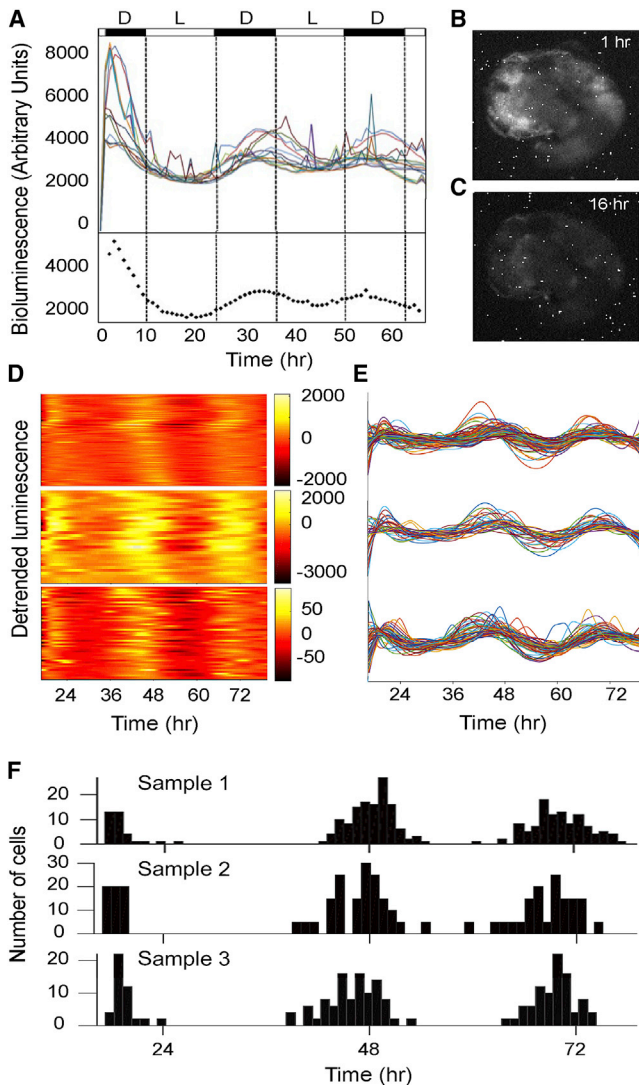 A
D L D L D
Bioluminescence (Arbitrary Units)
8000
6000
4000
2000
0
4000
2000
0 10 20 30 40 50 60
Time (hr)
B
1 hr
C
16 hr
D
Detrended luminescence
2000
0
-2000
2000
0
-3000
50
0
-50
24 36 48 60 72
Time (hr)
E
24 36 48 60 72
Time (hr)
F
Number of cells
Sample 1
20
10
0
Sample 2
30
20
10
0
Sample 3
20
10
0
24 48 72
Time (hr)